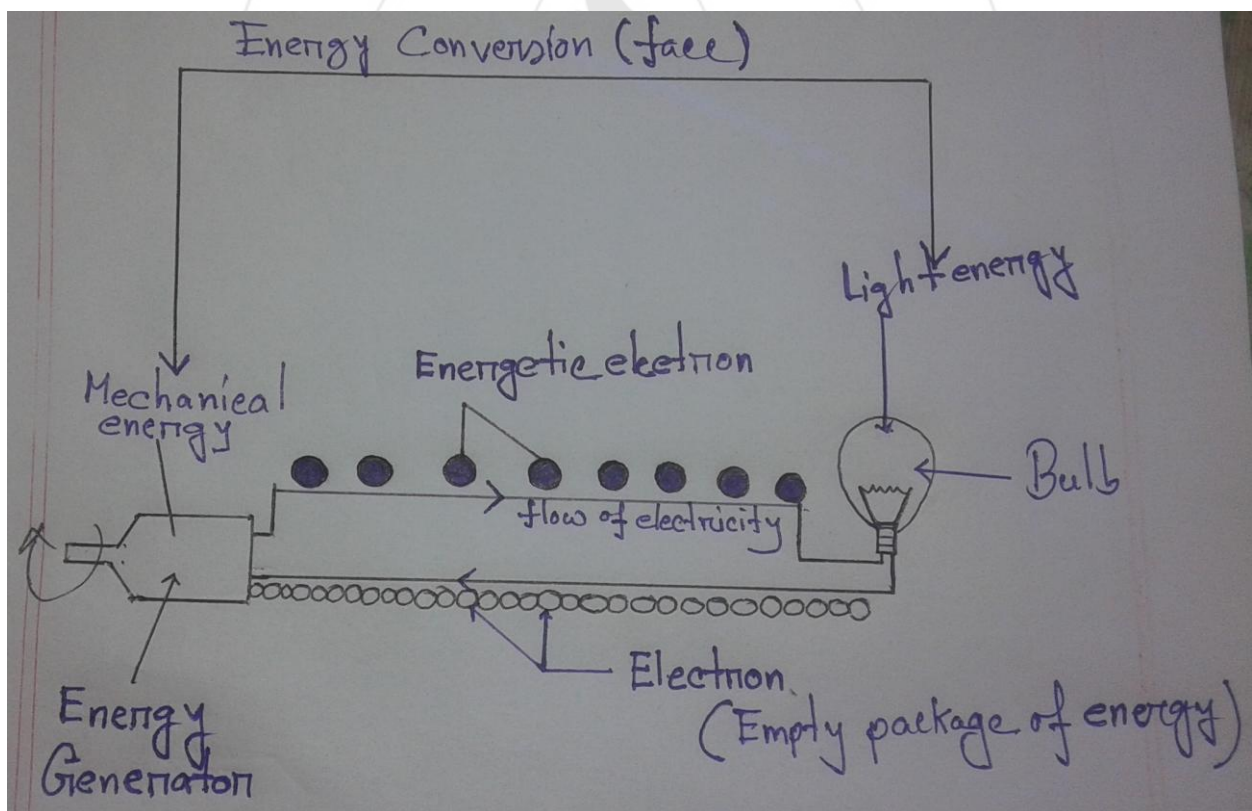 Energy Conversion (face)
Light energy
Energetic electron
Mechanical
energy
Bulb
flow of electricity
Electron
(Empty package of energy)
Energy
Generator